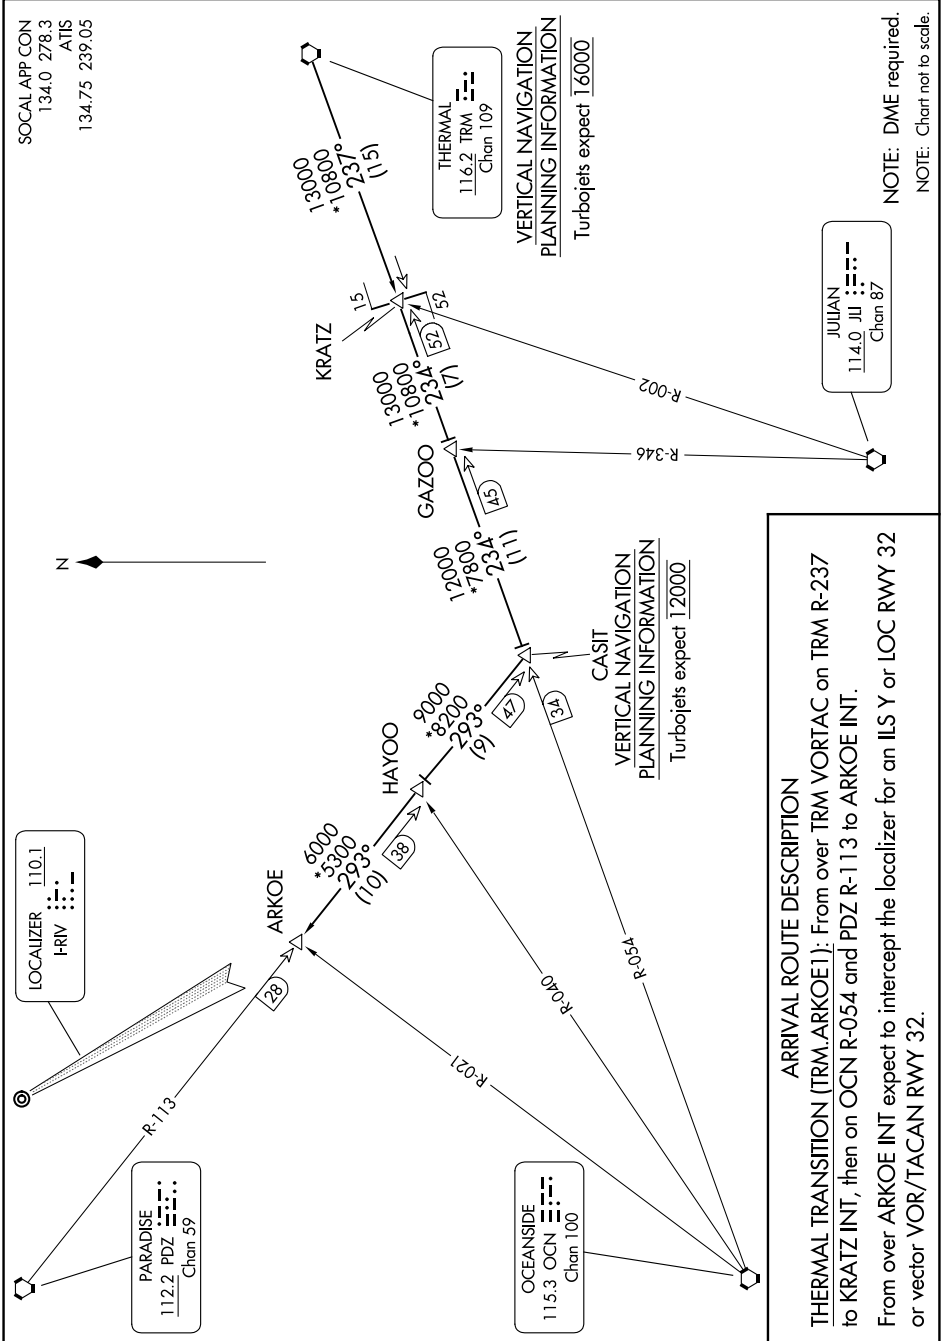 SOCAL APP CON
134.0 278.3
ATIS
134.75 239.05
LOCALIZER 110.1
I-RIV
N
THERMAL
116.2 TRM
Chan 109
VERTICAL NAVIGATION
PLANNING INFORMATION
Turbojets expect 16000
13000
*10800
237°
(15)
KRATZ
15
52
52
13000
*10800
234°
(7)
GAZOO
45
12000
*7800
234°
(11)
CASIT
VERTICAL NAVIGATION
PLANNING INFORMATION
Turbojets expect 12000
34
47
9000
*8200
293°
(9)
HAYOO
38
6000
*5300
293°
(10)
ARKOE
28
R-113
R-021
R-040
R-054
R-346
R-002
PARADISE
112.2 PDZ
Chan 59
OCEANSIDE
115.3 OCN
Chan 100
JULIAN
114.0 JLI
Chan 87
NOTE: DME required.
NOTE: Chart not to scale.
ARRIVAL ROUTE DESCRIPTION
THERMAL TRANSITION (TRM.ARKOE1): From over TRM VORTAC on TRM R-237
to KRATZ INT, then on OCN R-054 and PDZ R-113 to ARKOE INT.
From over ARKOE INT expect to intercept the localizer for an ILS Y or LOC RWY 32
or vector VOR/TACAN RWY 32.